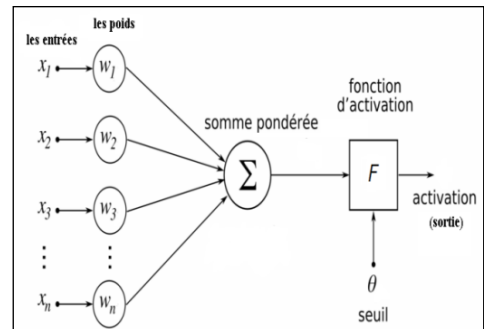 les poids
les entrées
x₁ w₁
fonction
d'activation
somme pondérée
x₂ w₂
Σ
F
x₃ w₃
activation
(sortie)
⋮ ⋮
θ
xₙ wₙ
seuil